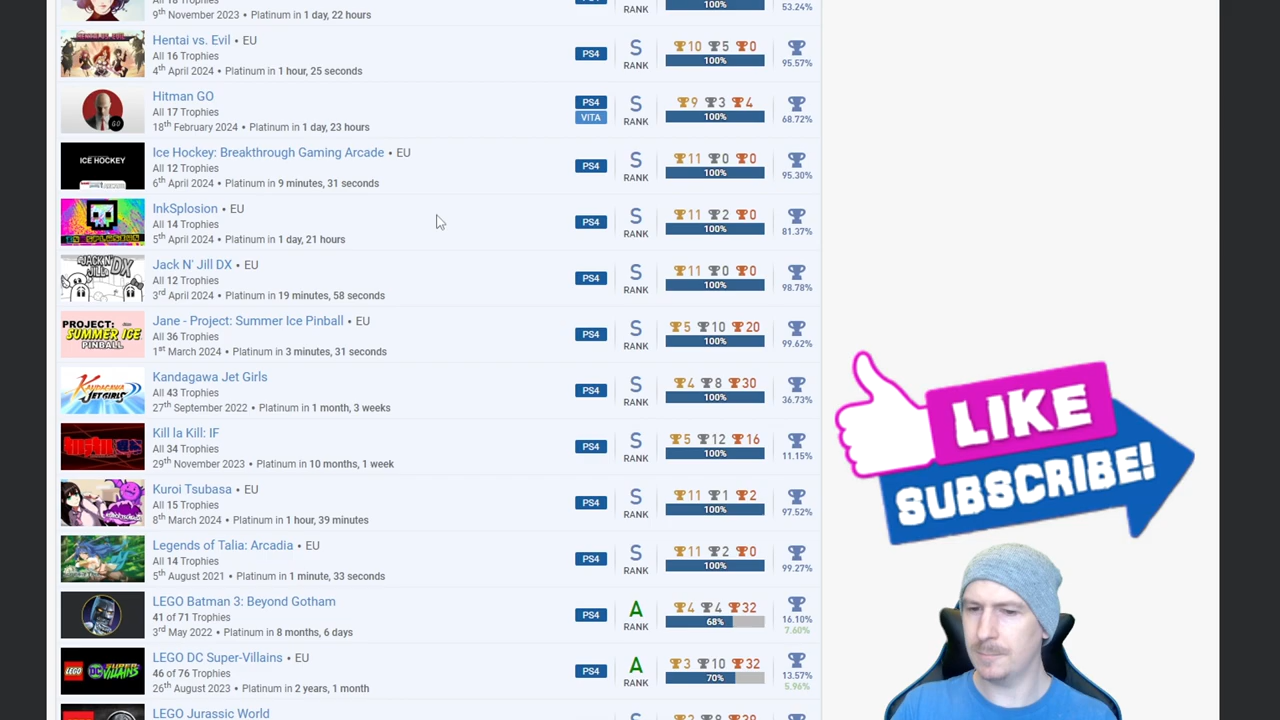 All 18 Trophies
9th November 2023 • Platinum in 1 day, 22 hours
100%
53.24%
Hentai vs. Evil • EU
All 16 Trophies
4th April 2024 • Platinum in 1 hour, 25 seconds
PS4
S
RANK
10 5 0
100%
95.57%
Hitman GO
All 17 Trophies
18th February 2024 • Platinum in 1 day, 23 hours
GO
PS4
VITA
S
RANK
9 3 4
100%
68.72%
Ice Hockey: Breakthrough Gaming Arcade • EU
All 12 Trophies
6th April 2024 • Platinum in 9 minutes, 31 seconds
ICE HOCKEY
PS4
S
RANK
11 0 0
100%
95.30%
InkSplosion • EU
All 14 Trophies
5th April 2024 • Platinum in 1 day, 21 hours
PS4
S
RANK
11 2 0
100%
81.37%
Jack N' Jill DX • EU
All 12 Trophies
3rd April 2024 • Platinum in 19 minutes, 58 seconds
JACK N' JILL DX
PS4
S
RANK
11 0 0
100%
98.78%
Jane - Project: Summer Ice Pinball • EU
All 36 Trophies
1st March 2024 • Platinum in 3 minutes, 31 seconds
PROJECT:
SUMMER ICE
PINBALL
PS4
S
RANK
5 10 20
100%
99.62%
Kandagawa Jet Girls
All 43 Trophies
27th September 2022 • Platinum in 1 month, 3 weeks
KANDAGAWA
JET GIRLS
PS4
S
RANK
4 8 30
100%
36.73%
Kill la Kill: IF
All 34 Trophies
29th November 2023 • Platinum in 10 months, 1 week
PS4
S
RANK
5 12 16
100%
11.15%
Kuroi Tsubasa • EU
All 15 Trophies
8th March 2024 • Platinum in 1 hour, 39 minutes
PS4
S
RANK
11 1 2
100%
97.52%
Legends of Talia: Arcadia • EU
All 14 Trophies
5th August 2021 • Platinum in 1 minute, 33 seconds
PS4
S
RANK
11 2 0
100%
99.27%
LEGO Batman 3: Beyond Gotham
41 of 71 Trophies
3rd May 2022 • Platinum in 8 months, 6 days
PS4
A
RANK
4 4 32
68%
16.10%
7.60%
LEGO DC Super-Villains • EU
46 of 76 Trophies
26th August 2023 • Platinum in 2 years, 1 month
LEGO
DC SUPER
VILLAINS
PS4
A
RANK
3 10 32
70%
13.57%
5.96%
LEGO Jurassic World
LIKE
SUBSCRIBE!